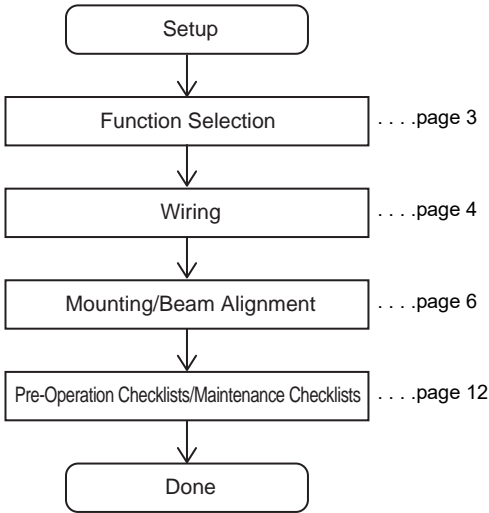 Setup
Function Selection . . . .page 3
Wiring . . . .page 4
Mounting/Beam Alignment . . . .page 6
Pre-Operation Checklists/Maintenance Checklists . . . .page 12
Done